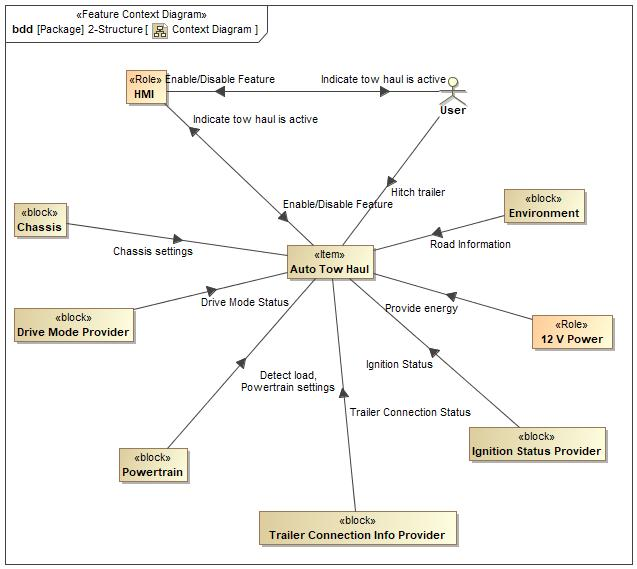 «Feature Context Diagram»
bdd [Package] 2-Structure [ Context Diagram ]
«Role»
HMI
Enable/Disable Feature
Indicate tow haul is active
User
Indicate tow haul is active
Hitch trailer
Enable/Disable Feature
«block»
Chassis
«block»
Environment
Chassis settings
Road Information
«Item»
Auto Tow Haul
Drive Mode Status
Provide energy
«block»
Drive Mode Provider
«Role»
12 V Power
Ignition Status
Detect load,
Powertrain settings
Trailer Connection Status
«block»
Powertrain
«block»
Ignition Status Provider
«block»
Trailer Connection Info Provider